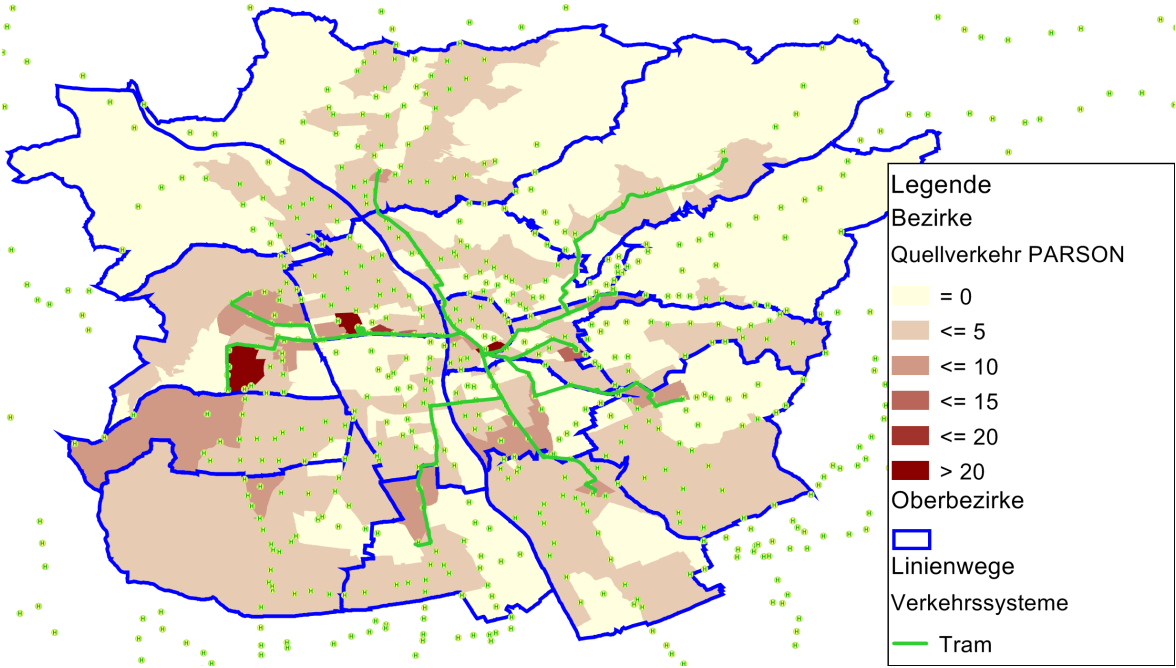 Legende
Bezirke
Quellverkehr PARSON
= 0
<= 5
<= 10
<= 15
<= 20
> 20
Oberbezirke
Linienwege
Verkehrssysteme
Tram